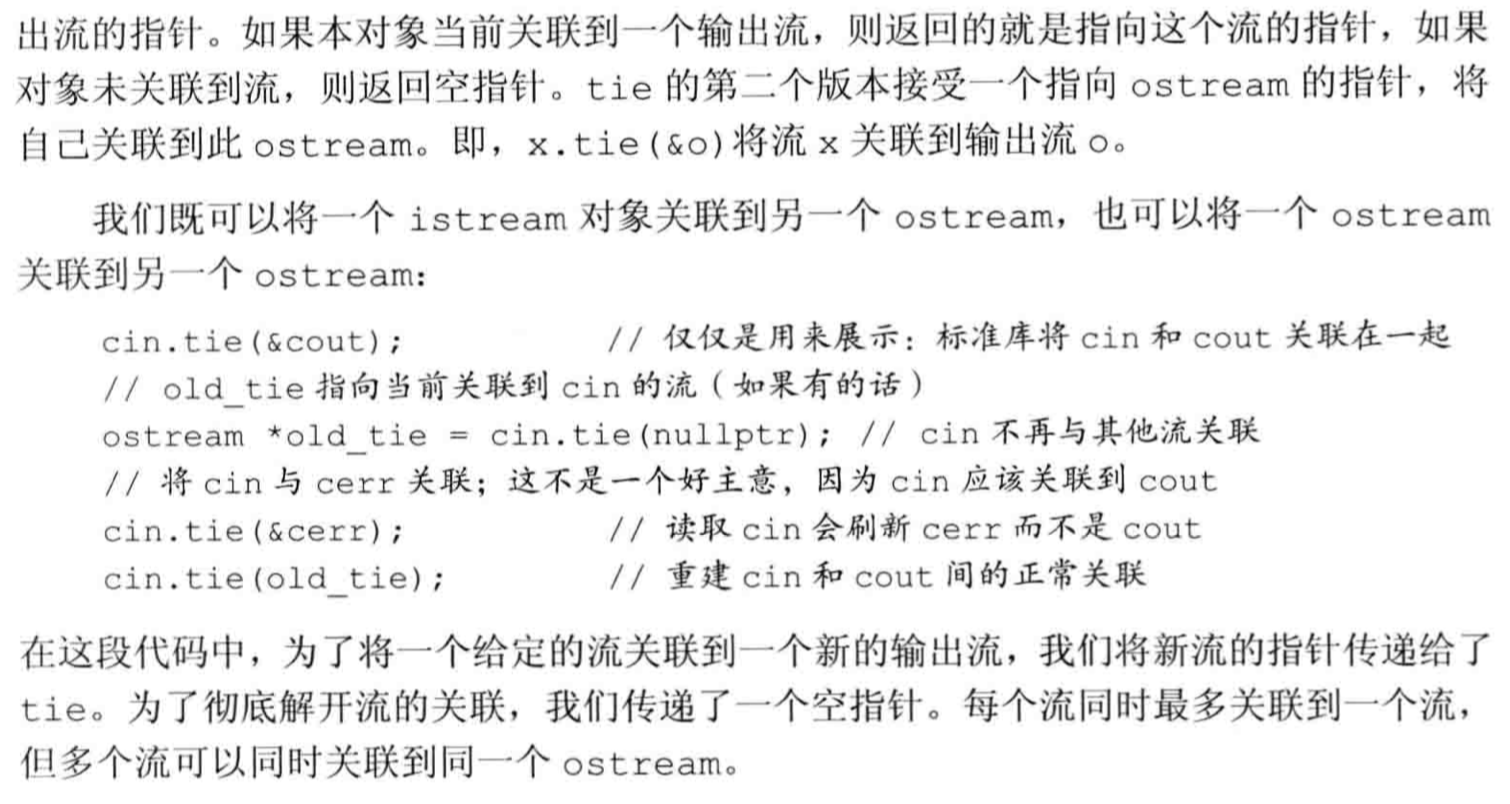 出流的指针。如果本对象当前关联到一个输出流，则返回的就是指向这个流的指针，如果
对象未关联到流，则返回空指针。tie 的第二个版本接受一个指向 ostream 的指针，将
自己关联到此 ostream。即，x.tie(&o)将流 x 关联到输出流 o。
我们既可以将一个 istream 对象关联到另一个 ostream，也可以将一个 ostream
关联到另一个 ostream：
cin.tie(&cout); // 仅仅是用来展示：标准库将 cin 和 cout 关联在一起
// old_tie 指向当前关联到 cin 的流（如果有的话）
ostream *old_tie = cin.tie(nullptr); // cin 不再与其他流关联
// 将 cin 与 cerr 关联；这不是一个好主意，因为 cin 应该关联到 cout
cin.tie(&cerr); // 读取 cin 会刷新 cerr 而不是 cout
cin.tie(old_tie); // 重建 cin 和 cout 间的正常关联
在这段代码中，为了将一个给定的流关联到一个新的输出流，我们将新流的指针传递给了
tie。为了彻底解开流的关联，我们传递了一个空指针。每个流同时最多关联到一个流，
但多个流可以同时关联到同一个 ostream。